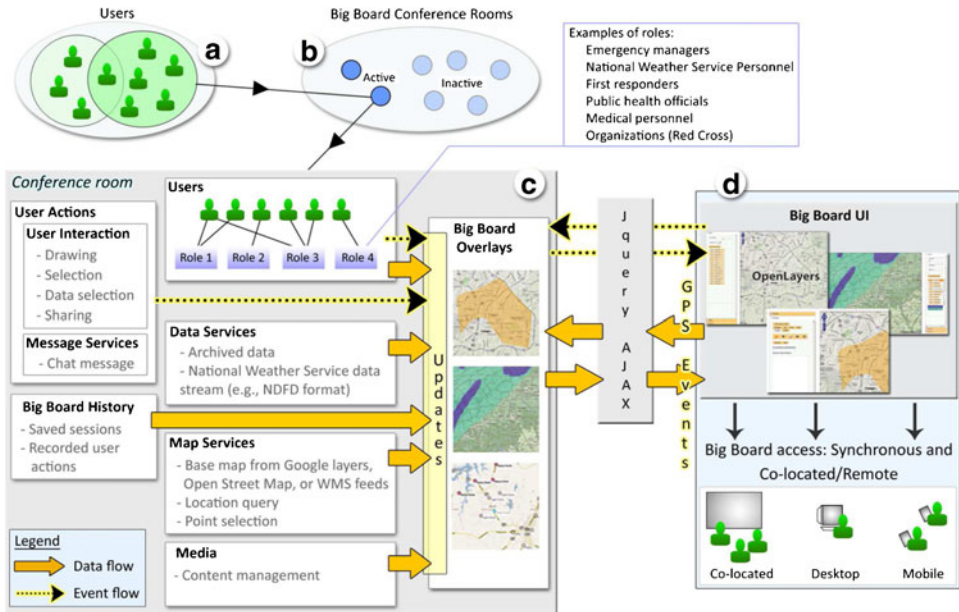 Users
a
Big Board Conference Rooms
b
Active
Inactive
Examples of roles:
Emergency managers
National Weather Service Personnel
First responders
Public health officials
Medical personnel
Organizations (Red Cross)
Conference room
User Actions
User Interaction
- Drawing
- Selection
- Data selection
- Sharing
Message Services
- Chat message
Big Board History
- Saved sessions
- Recorded user
actions
Legend
Data flow
Event flow
Users
Role 1
Role 2
Role 3
Role 4
Data Services
- Archived data
- National Weather Service data
stream (e.g., NDFD format)
Map Services
- Base map from Google layers,
Open Street Map, or WMS feeds
- Location query
- Point selection
Media
- Content management
Updates
c
Big Board
Overlays
Jquery AJAX
GPS Events
d
Big Board UI
OpenLayers
Big Board access: Synchronous and
Co-located/Remote
Co-located
Desktop
Mobile